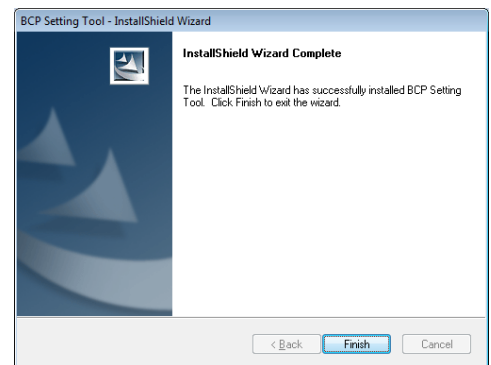 BCP Setting Tool - InstallShield Wizard
InstallShield Wizard Complete
The InstallShield Wizard has successfully installed BCP Setting
Tool. Click Finish to exit the wizard.
< Back
Finish
Cancel